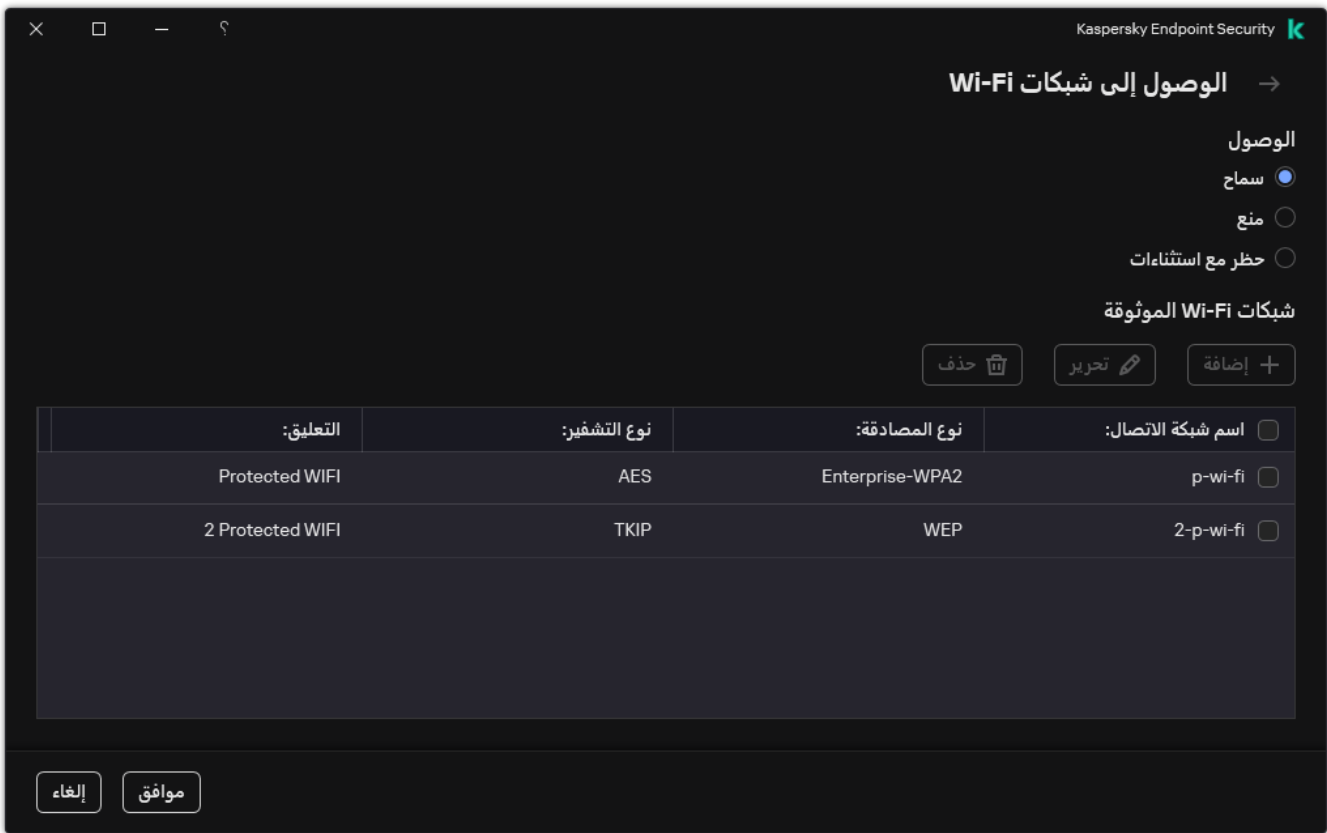 Kaspersky Endpoint Security
؟
الوصول إلى شبكات Wi-Fi
الوصول
سماح
منع
حظر مع استثناءات
شبكات Wi-Fi الموثوقة
إضافة تحرير حذف
اسم شبكة الاتصال: نوع المصادقة: نوع التشفير: التعليق:
p-wi-fi Enterprise-WPA2 AES Protected WIFI
2-p-wi-fi WEP TKIP 2 Protected WIFI
موافق إلغاء